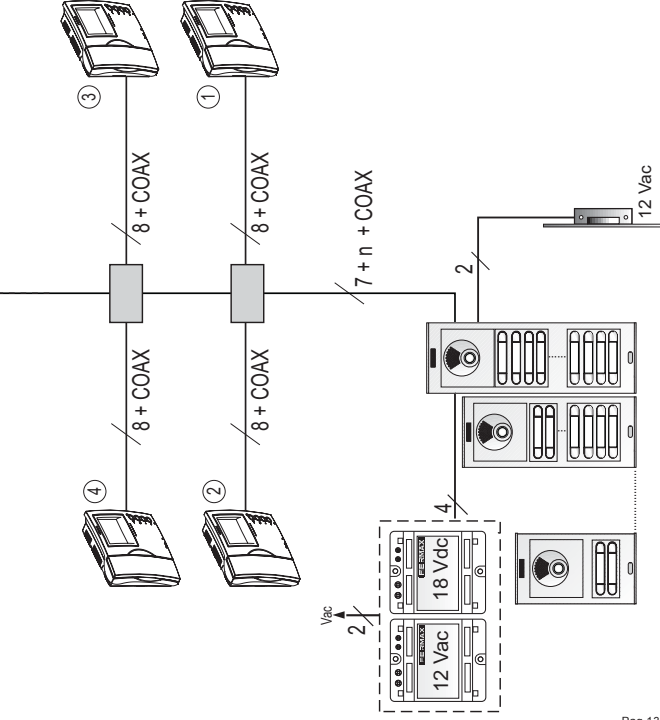 3
1
8 + COAX
8 + COAX
8 + COAX
8 + COAX
4
2
7 + n + COAX
2
12 Vac
4
Vac
2
FERMAX
18 Vdc
FERMAX
12 Vac